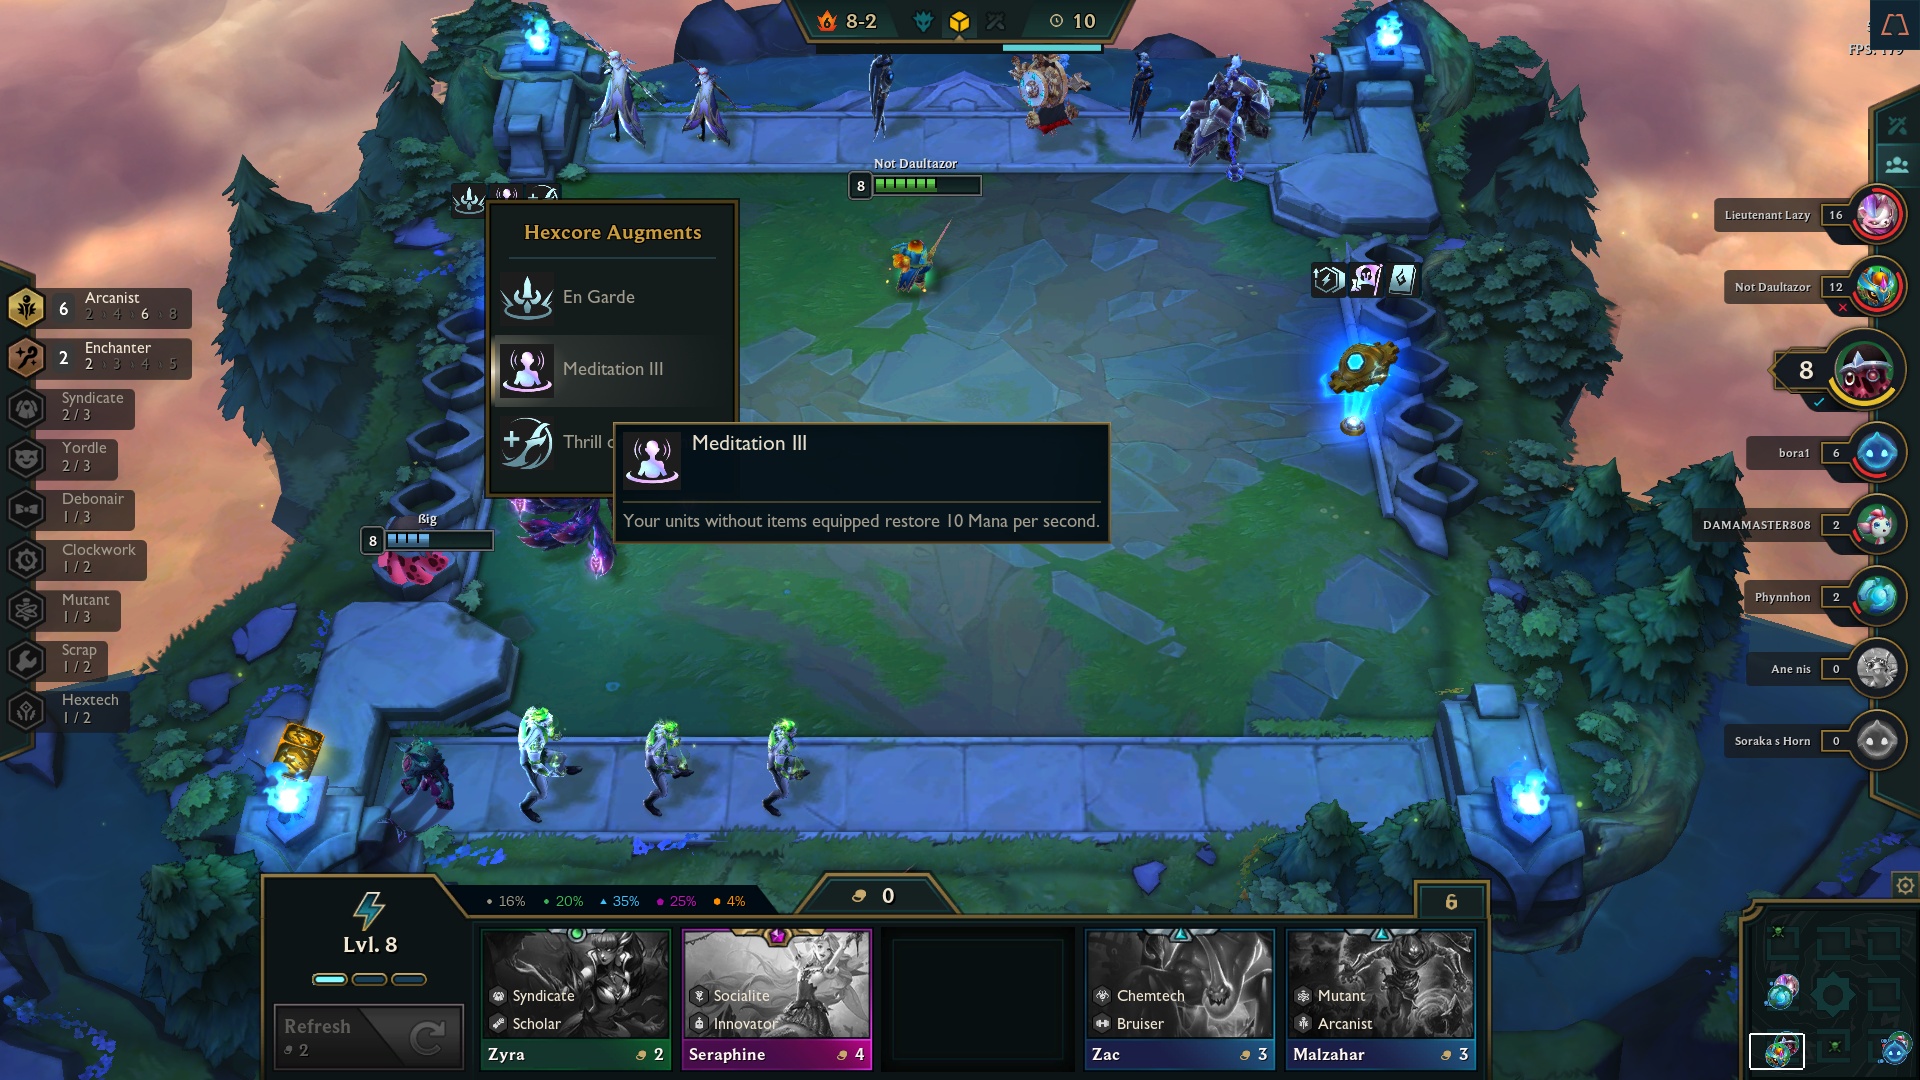 8-2
10
FPS: 179
Not Daultazor
8
Hexcore Augments
En Garde
Meditation III
Thrill
Meditation III
Your units without items equipped restore 10 Mana per second.
ßig
8
6 Arcanist
2 › 4 › 6 › 8
2 Enchanter
2 › 3 › 4 › 5
Syndicate
2 / 3
Yordle
2 / 3
Debonair
1 / 3
Clockwork
1 / 2
Mutant
1 / 3
Scrap
1 / 2
Hextech
1 / 2
Lieutenant Lazy 16
Not Daultazor 12
8
bora1 6
DAMAMASTER808 2
Phynnhon 2
Ane nis 0
Soraka s Horn 0
Lvl. 8
Refresh
2
16% 20% 35% 25% 4%
0
6
Syndicate
Scholar
Zyra 2
Socialite
Innovator
Seraphine 4
Chemtech
Bruiser
Zac 3
Mutant
Arcanist
Malzahar 3